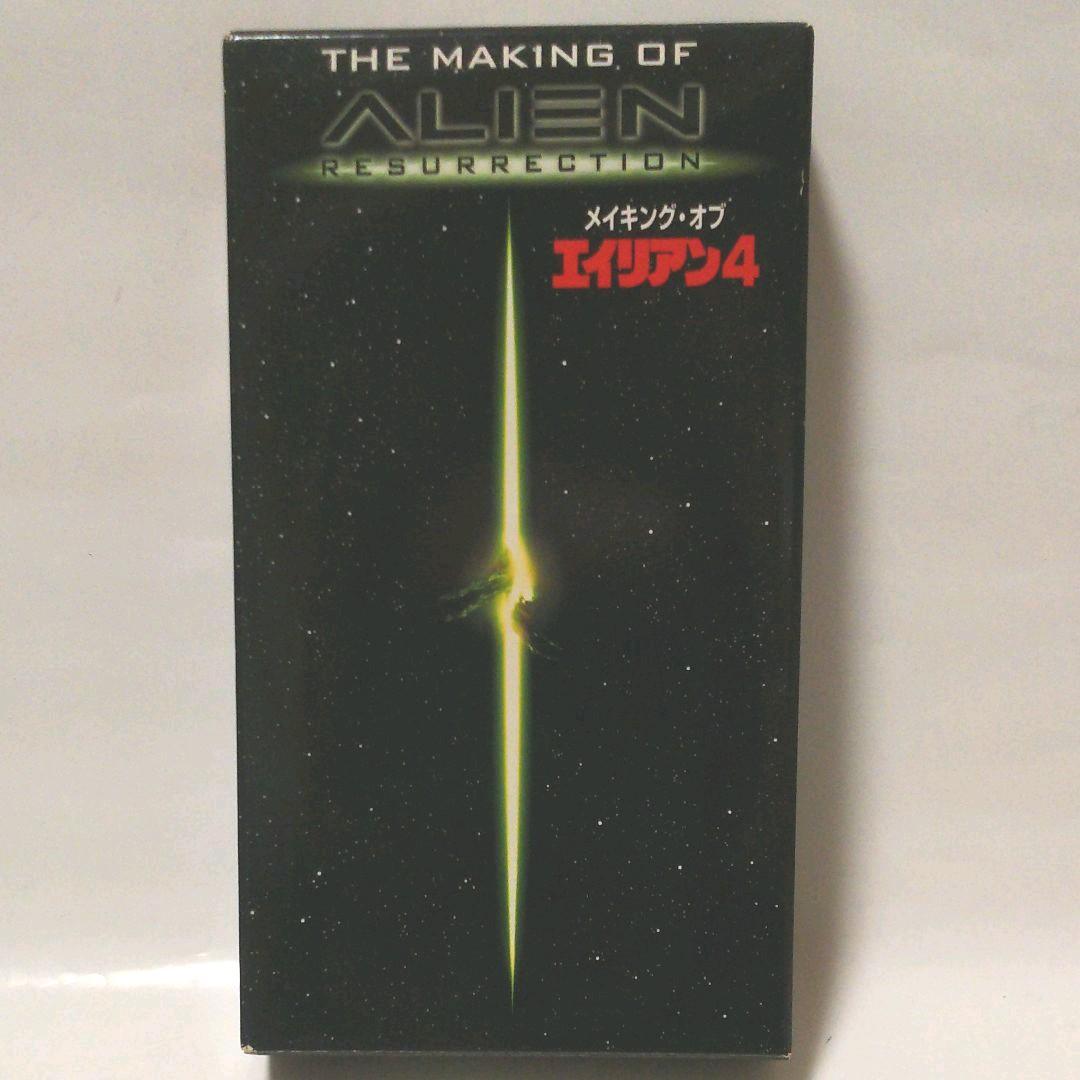 THE MAKING OF
ALIEN
RESURRECTION
メイキング・オブ
エイリアン4